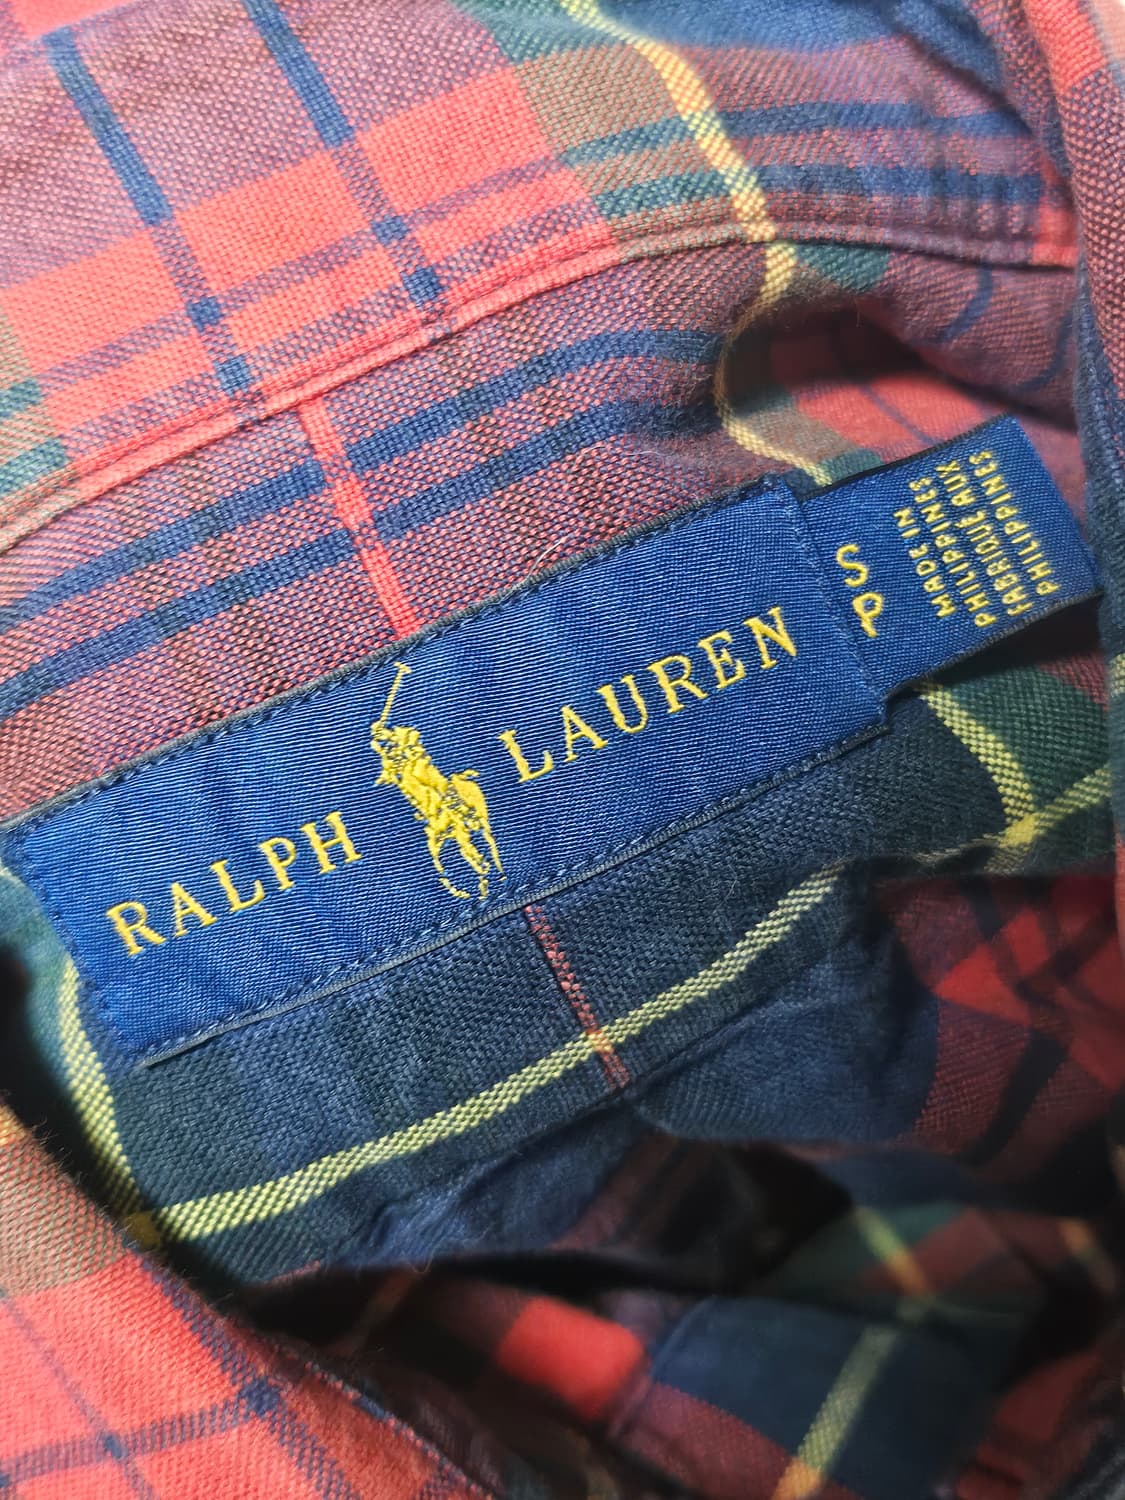 RALPH LAUREN
S
P
MADE IN
PHILIPPINES
FABRIQUÉ AUX
PHILIPPINES